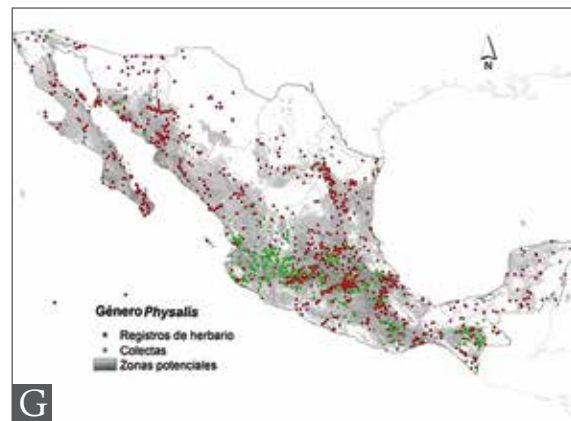 N
Género Physalis
Registros de herbario
Colectas
Zonas potenciales
G